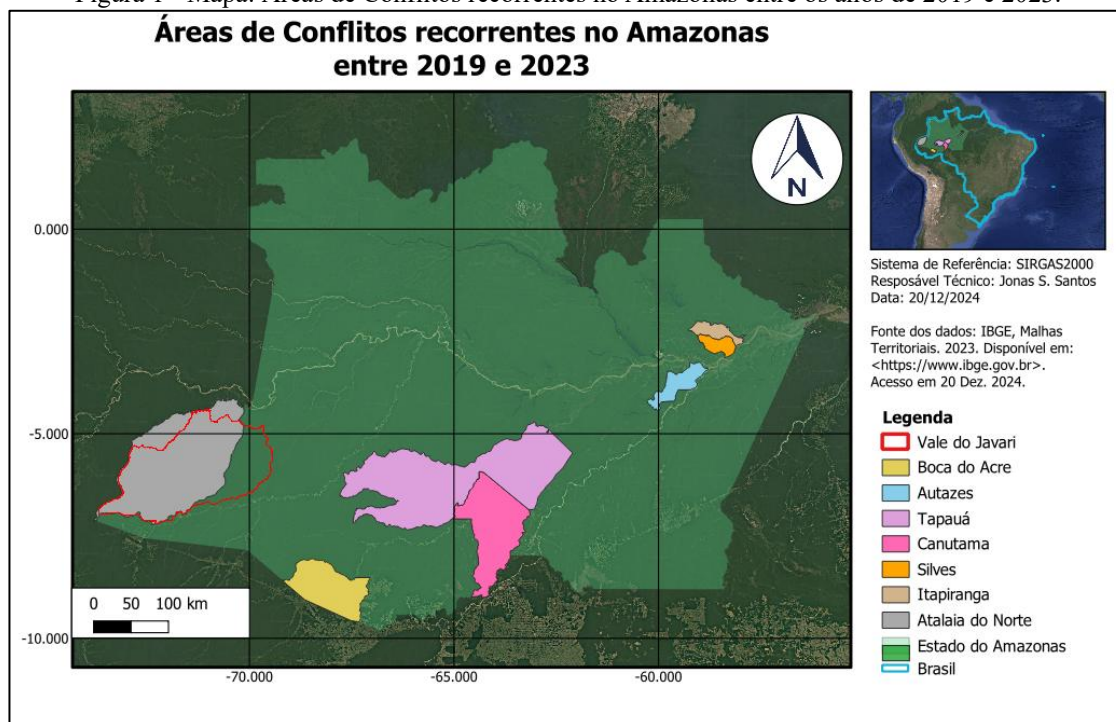 Figura 1 - Mapa: Áreas de Conflitos recorrentes no Amazonas entre os anos de 2019 e 2023.
Áreas de Conflitos recorrentes no Amazonas
entre 2019 e 2023
N
0.000
-5.000
-10.000
-70.000
-65.000
-60.000
0 50 100 km
Sistema de Referência: SIRGAS2000
Resposável Técnico: Jonas S. Santos
Data: 20/12/2024
Fonte dos dados: IBGE, Malhas
Territoriais. 2023. Disponível em:
<https://www.ibge.gov.br>.
Acesso em 20 Dez. 2024.
Legenda
Vale do Javari
Boca do Acre
Autazes
Tapauá
Canutama
Silves
Itapiranga
Atalaia do Norte
Estado do Amazonas
Brasil